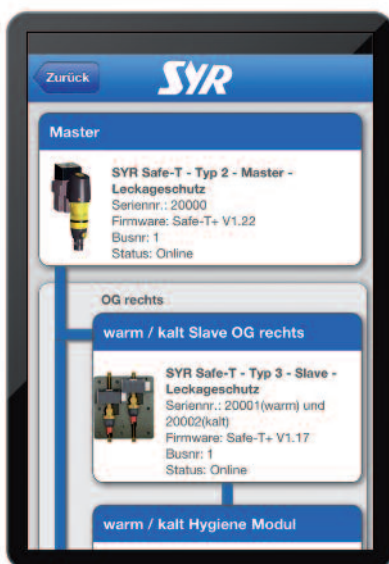 Zurück
SYR
Master
SYR Safe-T - Typ 2 - Master -
Leckageschutz
Seriennr.: 20000
Firmware: Safe-T+ V1.22
Busnr: 1
Status: Online
OG rechts
warm / kalt Slave OG rechts
SYR Safe-T - Typ 3 - Slave -
Leckageschutz
Seriennr.: 20001(warm) und
20002(kalt)
Firmware: Safe-T+ V1.17
Busnr: 1
Status: Online
warm / kalt Hygiene Modul